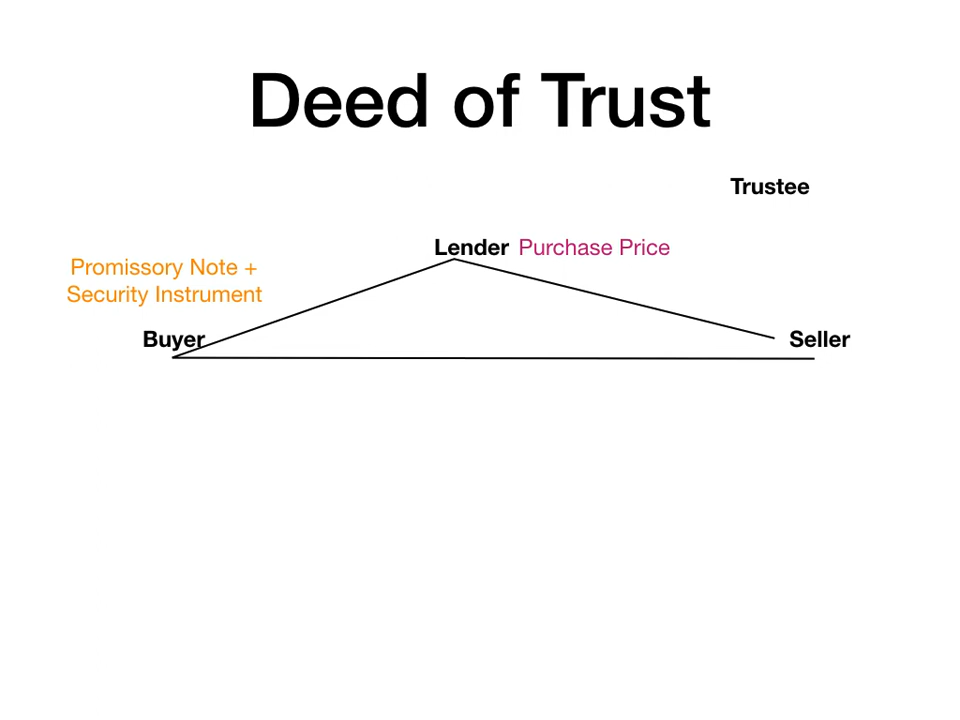 Deed of Trust
Trustee
Lender Purchase Price
Promissory Note +
Security Instrument
Buyer
Seller